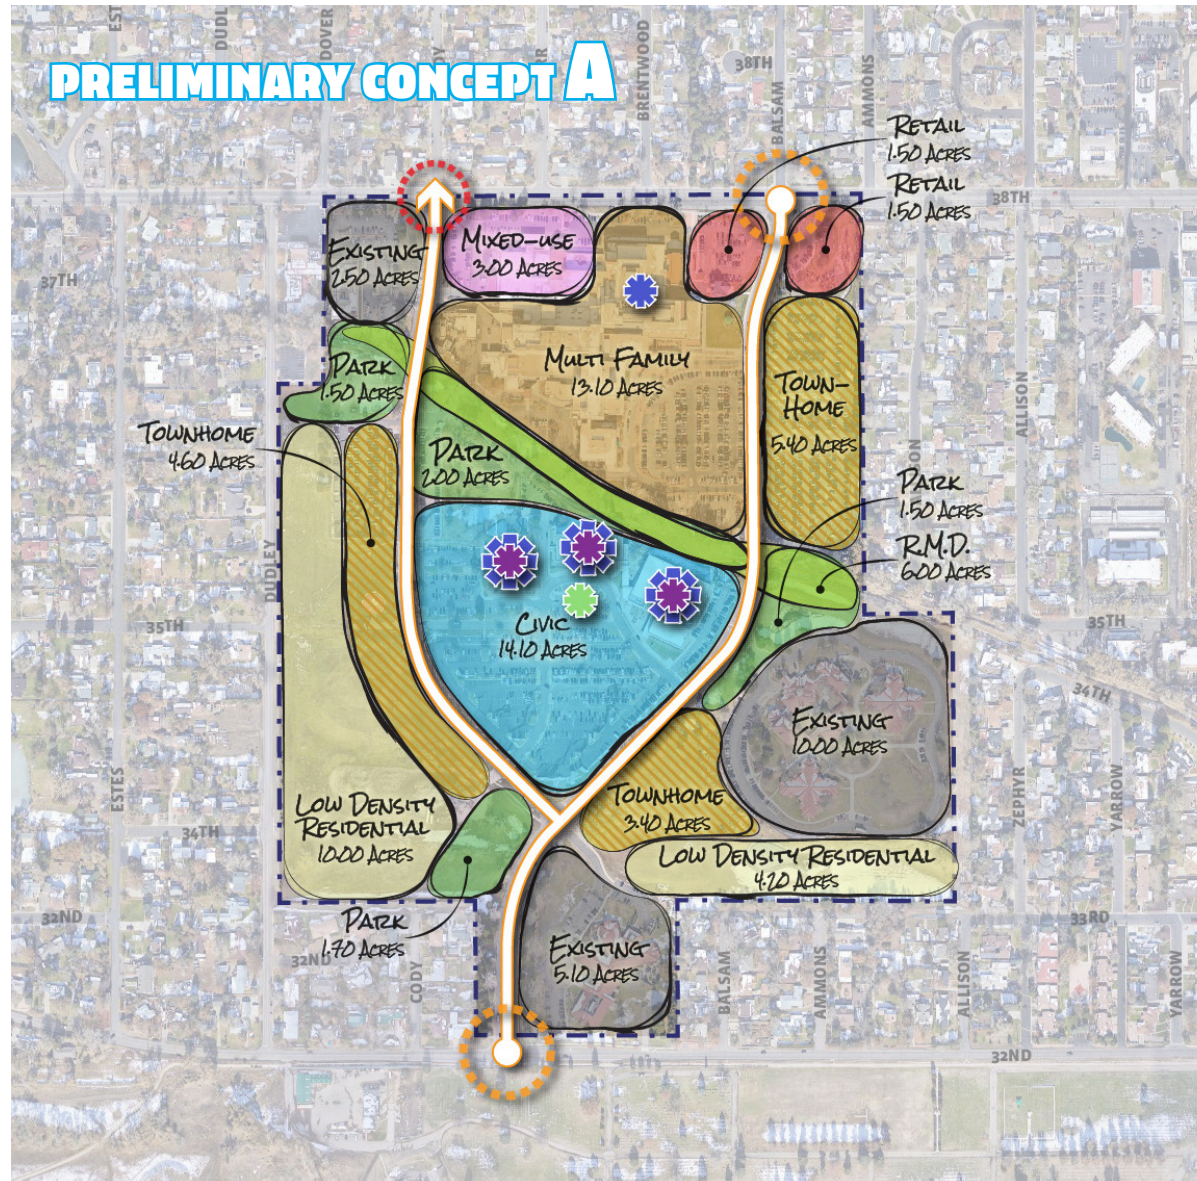 EST
DUDL
DOVER
DY
RR
BRENTWOOD
38TH
BALSAM
AMMONS
PRELIMINARY CONCEPT A
RETAIL
1.50 ACRES
RETAIL
1.50 ACRES
38TH
EXISTING
2.50 ACRES
MIXED-USE
3.00 ACRES
37TH
PARK
1.50 ACRES
MULTI FAMILY
13.10 ACRES
TOWN-
HOME
5.40 ACRES
ALLISON
TOWNHOME
4.60 ACRES
PARK
2.00 ACRES
ON
PARK
1.50 ACRES
R.M.D.
6.00 ACRES
DUDLEY
35TH
CIVIC
14.10 ACRES
35TH
34TH
EXISTING
10.00 ACRES
ESTES
ZEPHYR
YARROW
LOW DENSITY
RESIDENTIAL
10.00 ACRES
34TH
TOWNHOME
3.40 ACRES
LOW DENSITY RESIDENTIAL
4.20 ACRES
32ND
PARK
1.70 ACRES
33RD
32ND
CODY
EXISTING
5.10 ACRES
BALSAM
AMMONS
ALLISON
YARROW
32ND